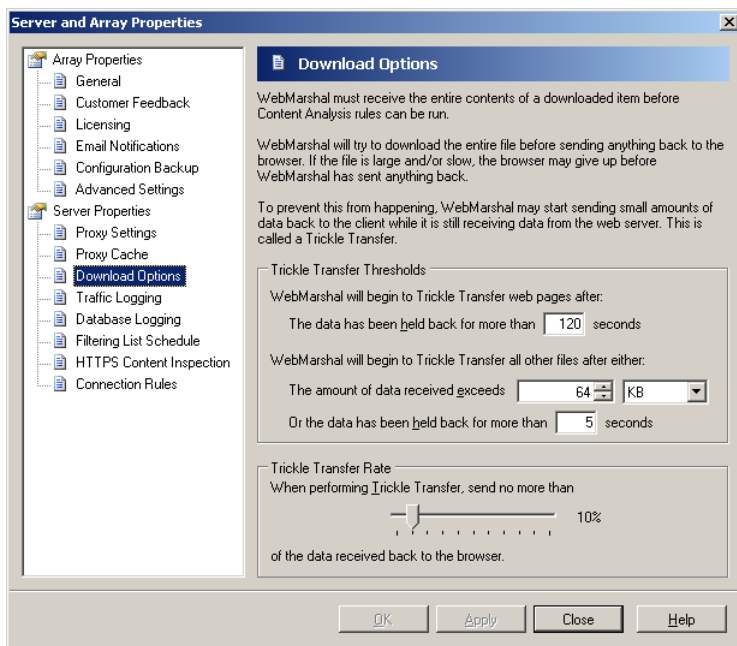 Server and Array Properties
Array Properties
General
Customer Feedback
Licensing
Email Notifications
Configuration Backup
Advanced Settings
Server Properties
Proxy Settings
Proxy Cache
Download Options
Traffic Logging
Database Logging
Filtering List Schedule
HTTPS Content Inspection
Connection Rules
Download Options
WebMarshal must receive the entire contents of a downloaded item before
Content Analysis rules can be run.
WebMarshal will try to download the entire file before sending anything back to the
browser. If the file is large and/or slow, the browser may give up before
WebMarshal has sent anything back.
To prevent this from happening, WebMarshal may start sending small amounts of
data back to the client while it is still receiving data from the web server. This is
called a Trickle Transfer.
Trickle Transfer Thresholds
WebMarshal will begin to Trickle Transfer web pages after:
The data has been held back for more than 120 seconds
WebMarshal will begin to Trickle Transfer all other files after either:
The amount of data received exceeds 64 KB
Or the data has been held back for more than 5 seconds
Trickle Transfer Rate
When performing Trickle Transfer, send no more than
10%
of the data received back to the browser.
OK Apply Close Help